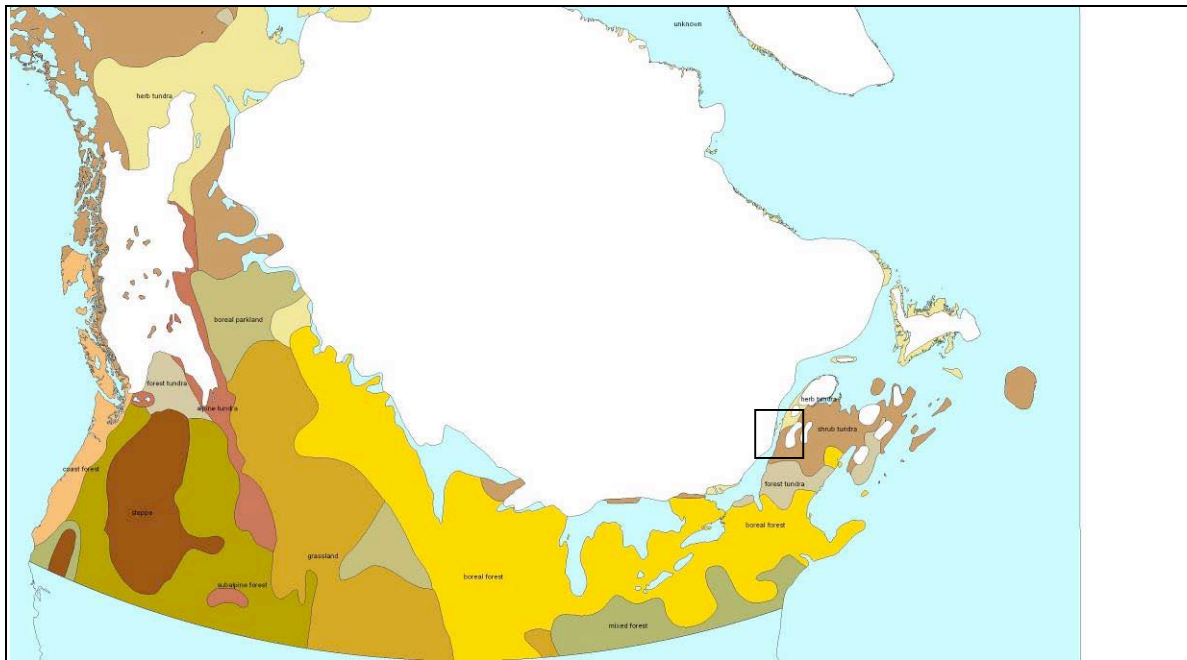 unknown
herb tundra
boreal parkland
forest tundra
alpine tundra
herb tundra
shrub tundra
coast forest
forest tundra
steppe
boreal forest
grassland
boreal forest
subalpine forest
mixed forest